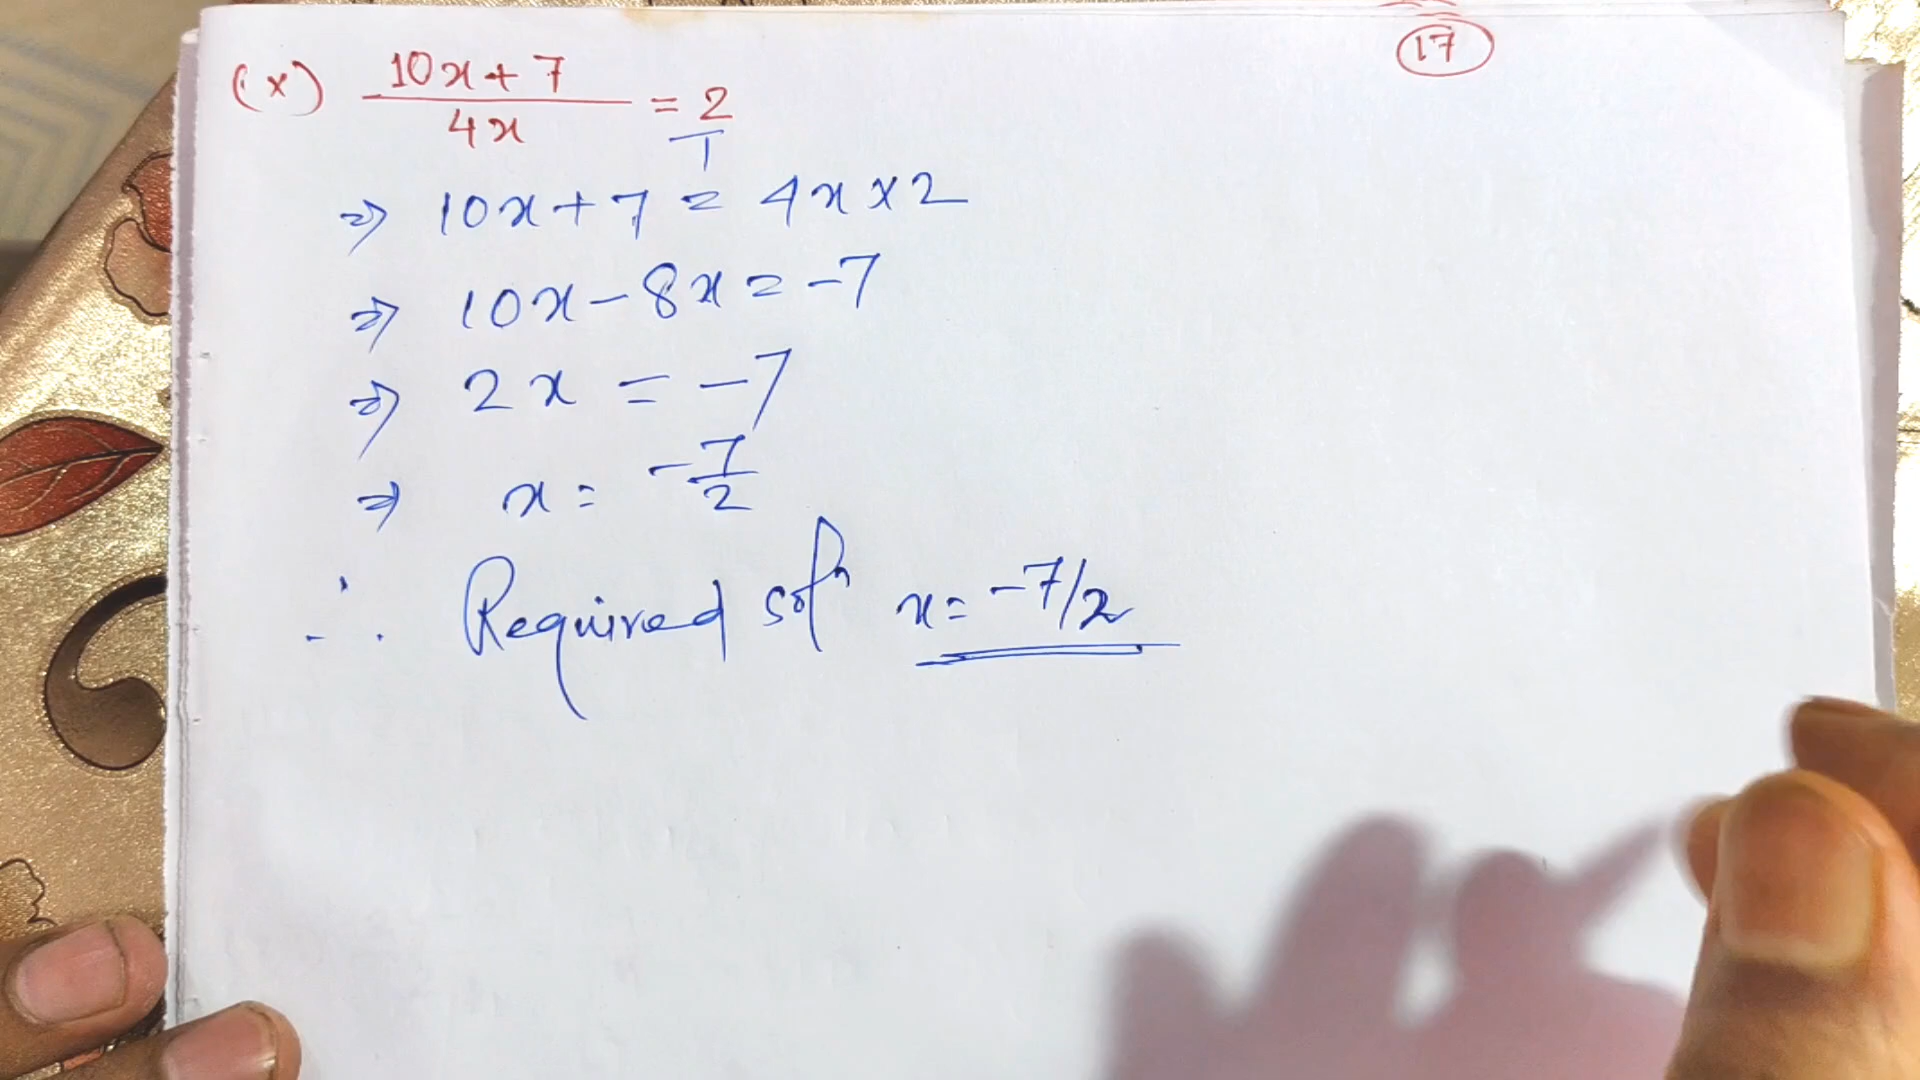 17
(x) 10x+7/4x = 2/1
⇒ 10x+7 = 4x×2
⇒ 10x-8x = -7
⇒ 2x = -7
⇒ x = -7/2
∴ Required solⁿ x = -7/2